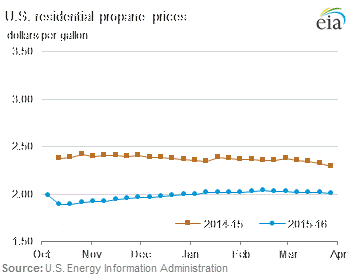 U.S. residential propane prices
dollars per gallon
eia
3.50
3.00
2.50
2.00
1.50
2014-15 2015-16
Oct Nov Dec Jan Feb Mar Apr
Source: U.S. Energy Information Administration